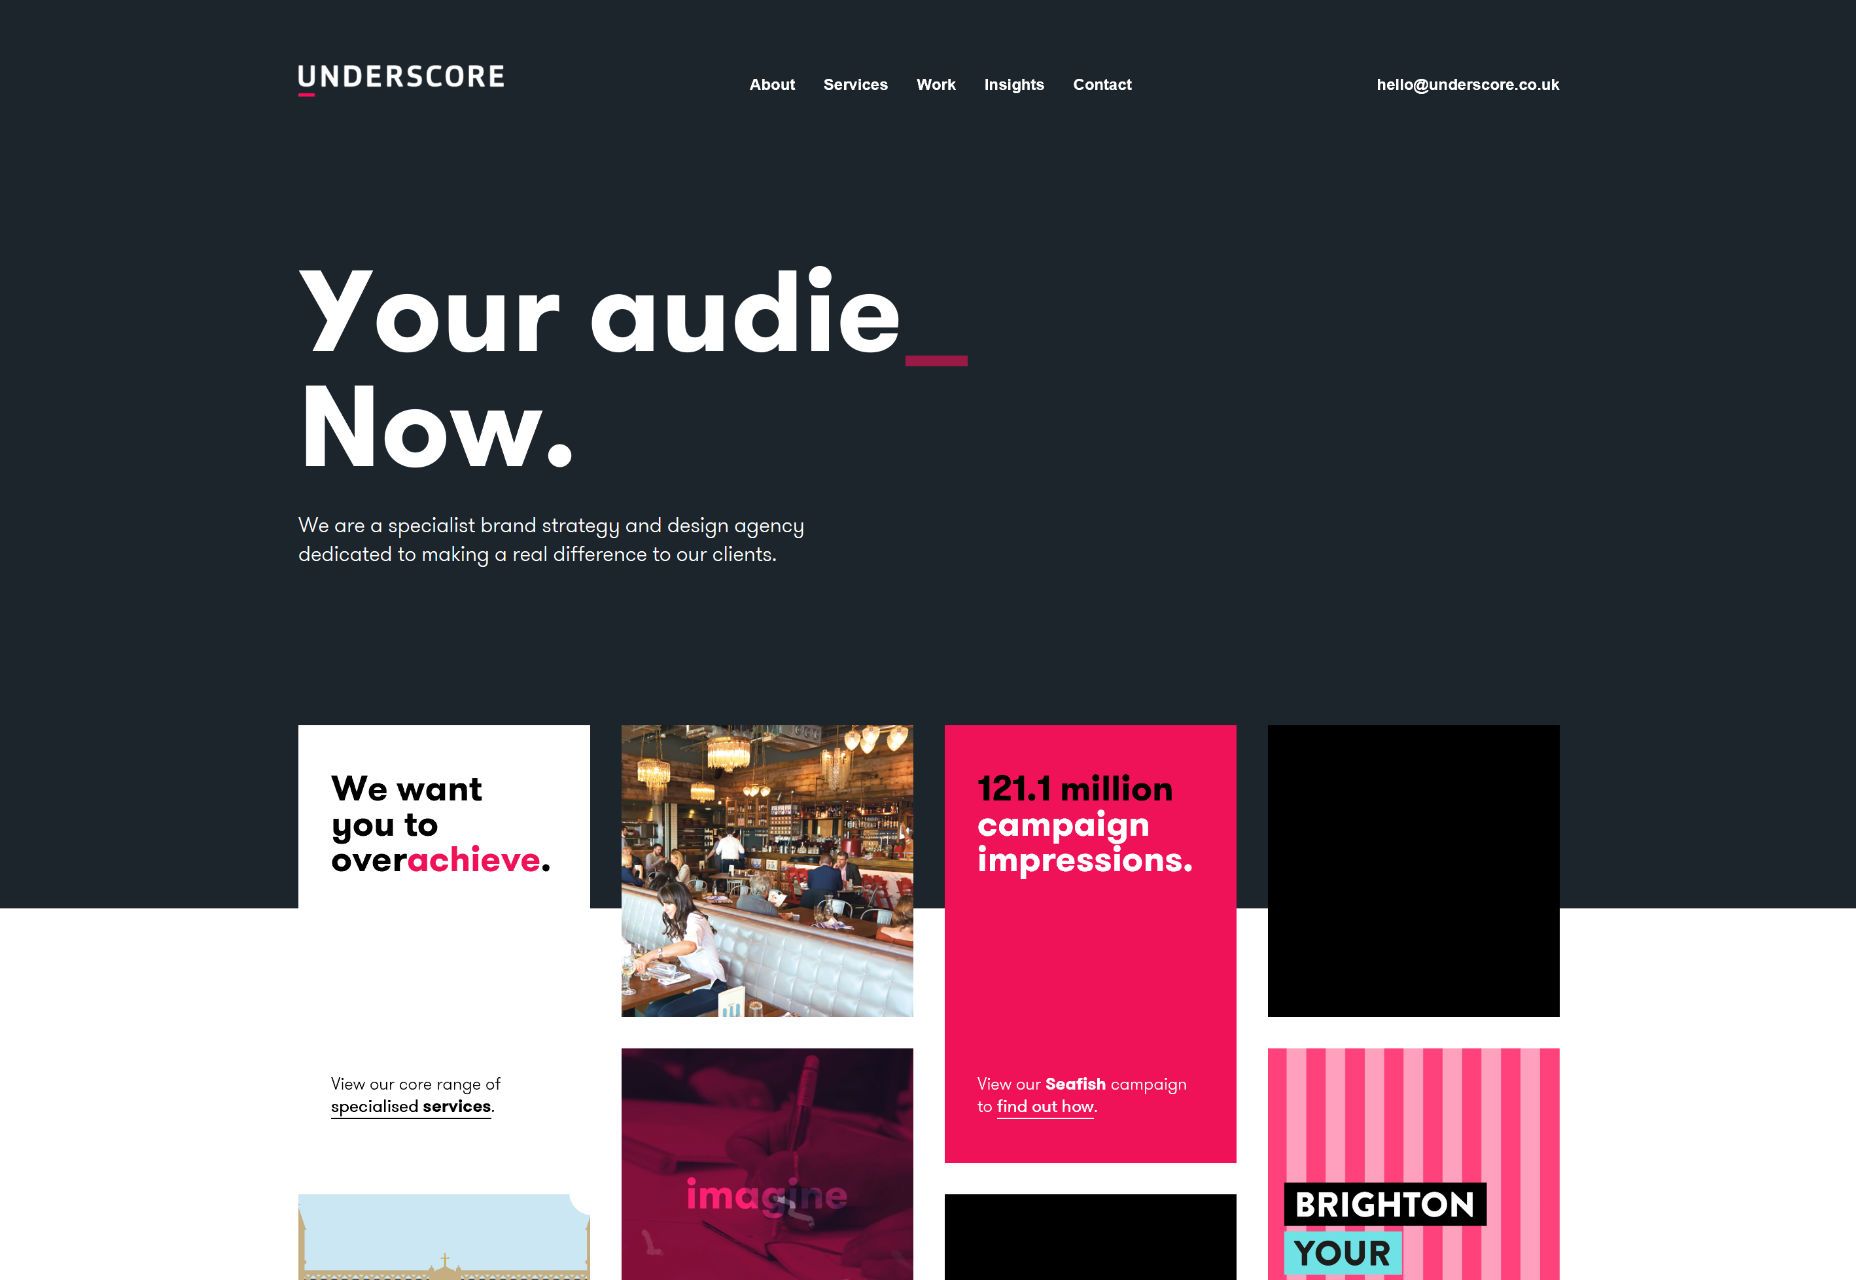 UNDERSCORE
About Services Work Insights Contact
hello@underscore.co.uk
Your audie_
Now.
We are a specialist brand strategy and design agency
dedicated to making a real difference to our clients.
We want
you to
overachieve.
View our core range of
specialised services.
imagine
121.1 million
campaign
impressions.
View our Seafish campaign
to find out how.
BRIGHTON
YOUR